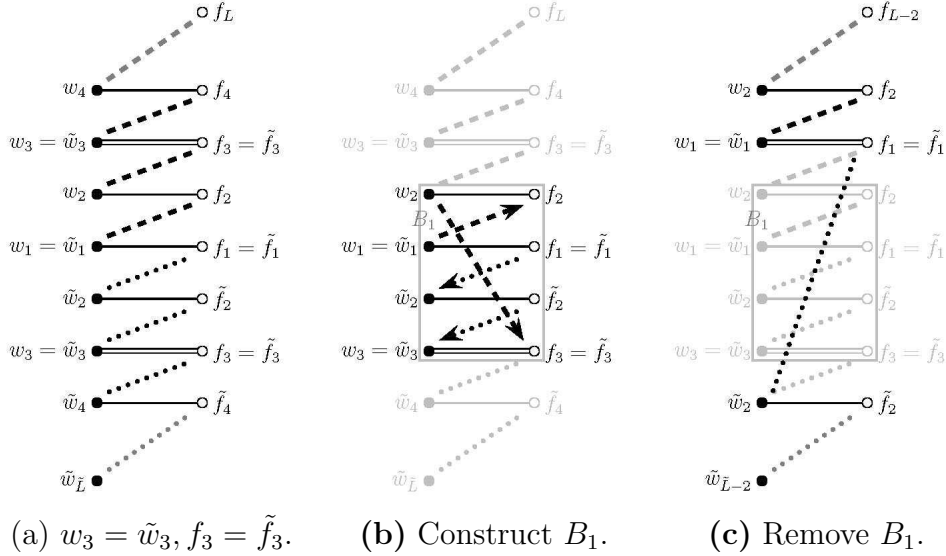 f_L f_{L−2}
w_4 f_4 w_4 f_4 w_2 f_2
w_3 = w̃_3 f_3 = f̃_3 w_3 = w̃_3 f_3 = f̃_3 w_1 = w̃_1 f_1 = f̃_1
w_2 f_2 w_2 f_2 w_2 f_2
B_1 B_1
w_1 = w̃_1 f_1 = f̃_1 w_1 = w̃_1 f_1 = f̃_1 w_1 = w̃_1 f_1 = f̃_1
w̃_2 f̃_2 w̃_2 f̃_2 w̃_2 f̃_2
w_3 = w̃_3 f_3 = f̃_3 w_3 = w̃_3 f_3 = f̃_3 w_3 = w̃_3 f_3 = f̃_3
w̃_4 f̃_4 w̃_4 f̃_4 w̃_2 f̃_2
w̃_{L̃} w̃_{L̃} w̃_{L̃−2}
(a) w_3 = w̃_3, f_3 = f̃_3. (b) Construct B_1. (c) Remove B_1.